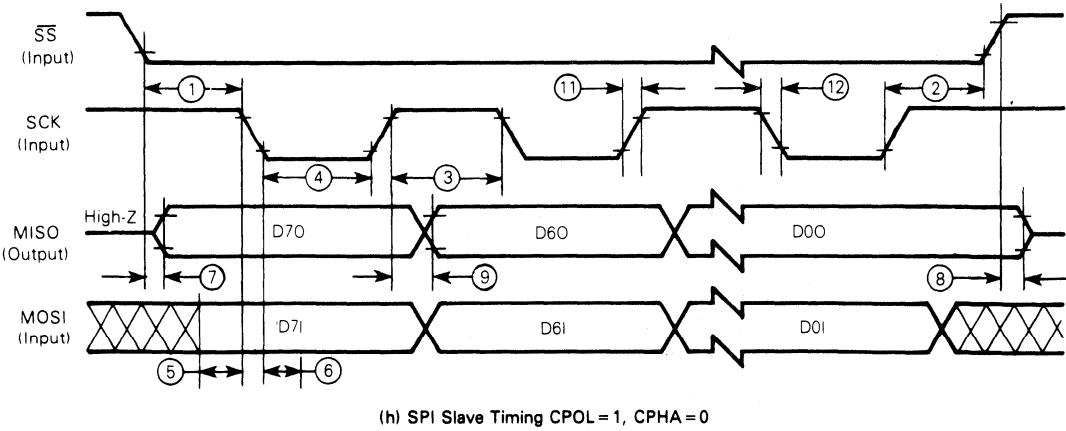 SS
(Input)
1
11
12
2
SCK
(Input)
4
3
High-Z
MISO
(Output)
D7O
D6O
D0O
7
9
8
MOSI
(Input)
D7I
D6I
D0I
5
6
(h) SPI Slave Timing CPOL = 1, CPHA = 0